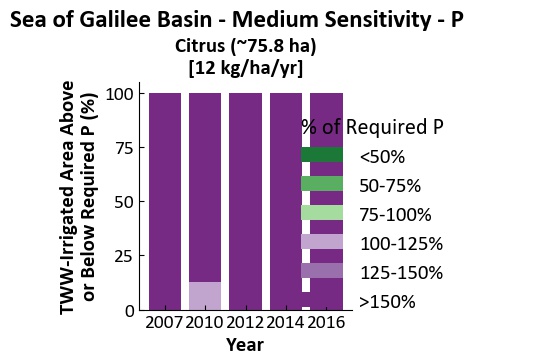 Sea of Galilee Basin - Medium Sensitivity - P
Citrus (~75.8 ha)
[12 kg/ha/yr]
TWW-Irrigated Area Above
or Below Required P (%)
100
75
50
25
0
2007 2010 2012 2014 2016
Year
% of Required P
<50%
50-75%
75-100%
100-125%
125-150%
>150%